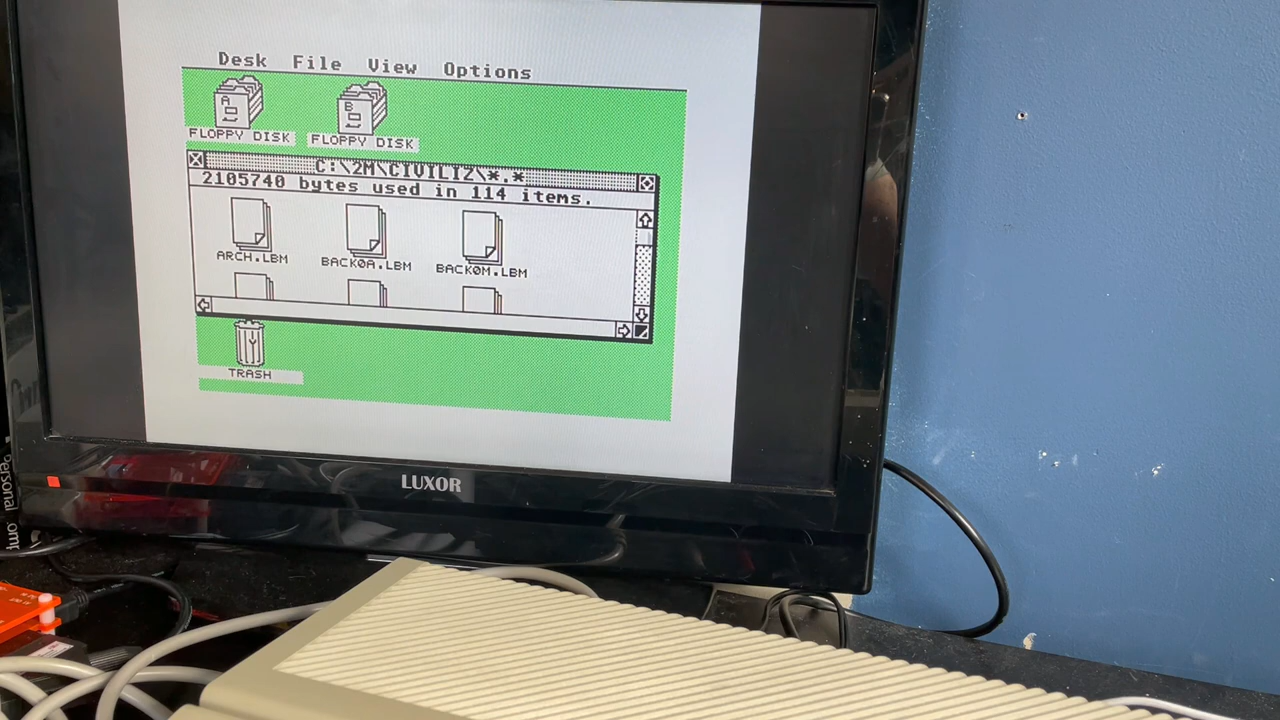 Desk File View Options
A B
FLOPPY DISK FLOPPY DISK
C:\2M\CIVILIZ\*.*
2105740 bytes used in 114 items.
ARCH.LBM BACK0A.LBM BACK0M.LBM
TRASH
LUXOR